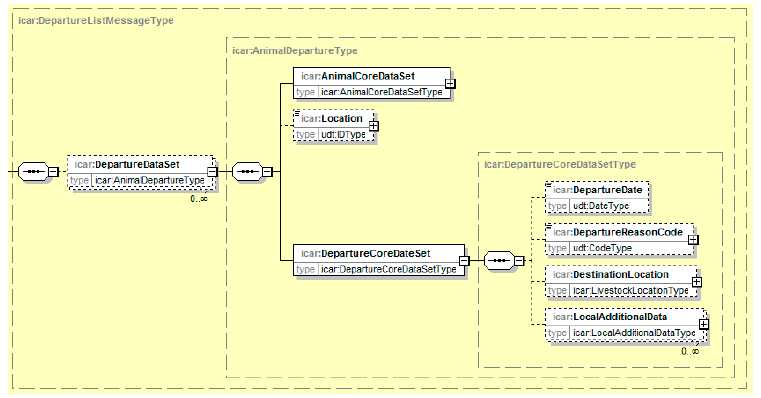 icar:DepartureListMessageType
icar:AnimalDepartureType
icar:AnimalCoreDataSet
type icar:AnimalCoreDataSetType
icar:Location
type udt:IDType
icar:DepartureDataSet
type icar:AnimalDepartureType
0..∞
icar:DepartureCoreDateSet
type icar:DepartureCoreDataSetType
icar:DepartureCoreDataSetType
icar:DepartureDate
type udt:DateType
icar:DepartureReasonCode
type udt:CodeType
icar:DestinationLocation
type icar:LivestockLocationType
icar:LocalAdditionalData
type icar:LocalAdditionalDataType
0..∞